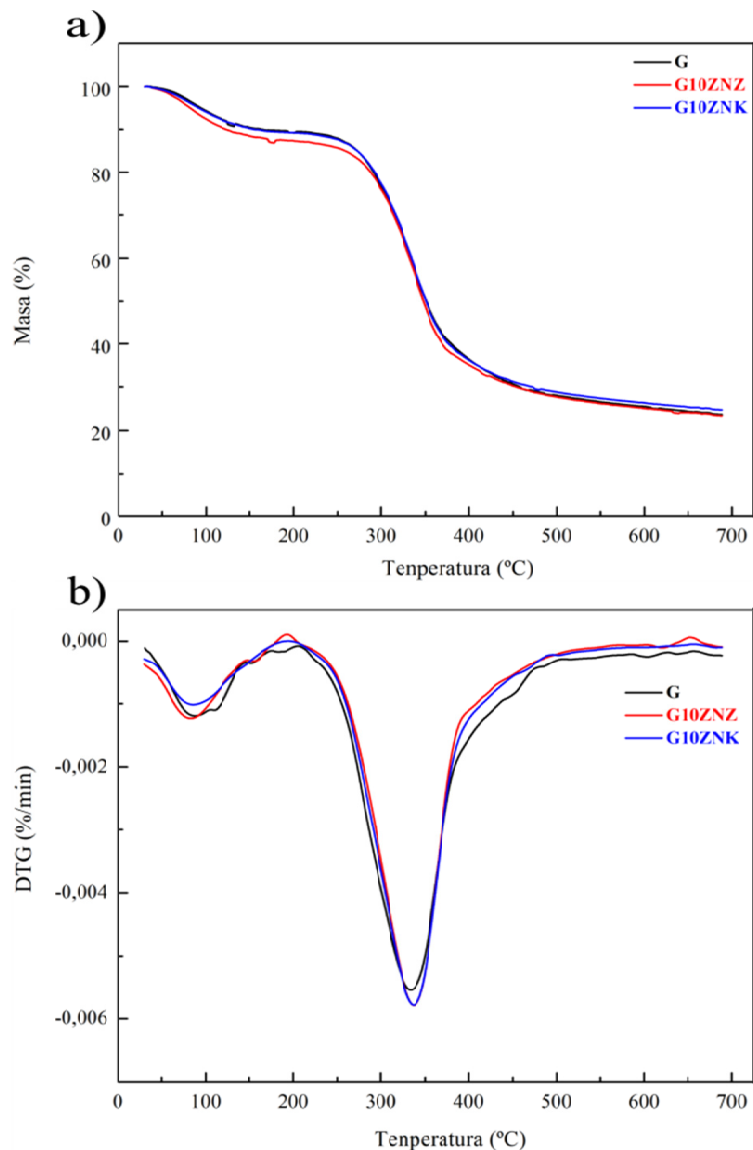 a)
G
G10ZNZ
G10ZNK
100
80
60
40
20
0
Masa (%)
0 100 200 300 400 500 600 700
Tenperatura (ºC)
b)
0,000
-0,002
-0,004
-0,006
DTG (%/min)
G
G10ZNZ
G10ZNK
0 100 200 300 400 500 600 700
Tenperatura (ºC)